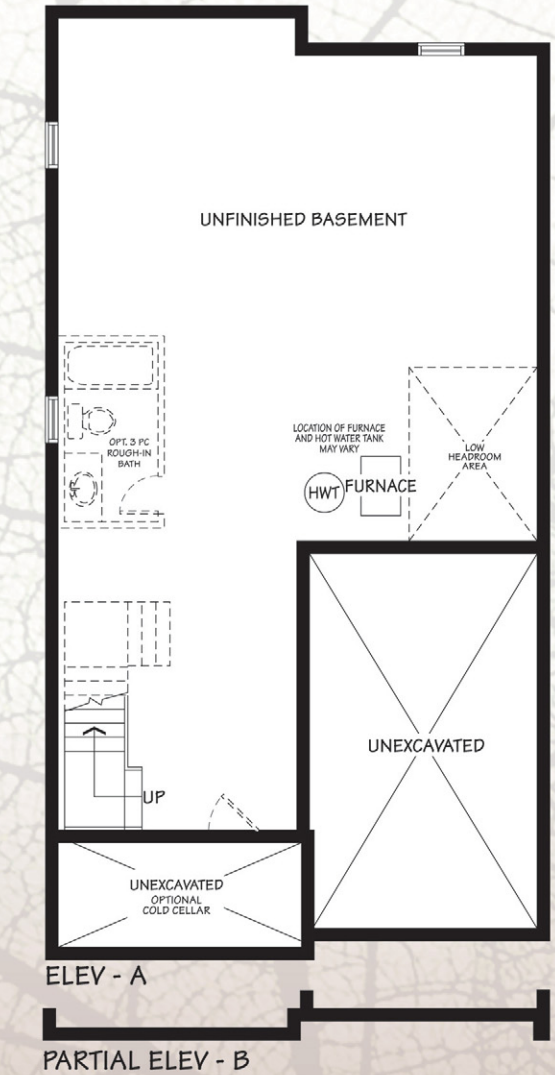 UNFINISHED BASEMENT
OPT. 3 PC
ROUGH-IN
BATH
LOCATION OF FURNACE
AND HOT WATER TANK
MAY VARY
HWT
FURNACE
LOW
HEADROOM
AREA
UNEXCAVATED
UP
UNEXCAVATED
OPTIONAL
COLD CELLAR
ELEV - A
PARTIAL ELEV - B